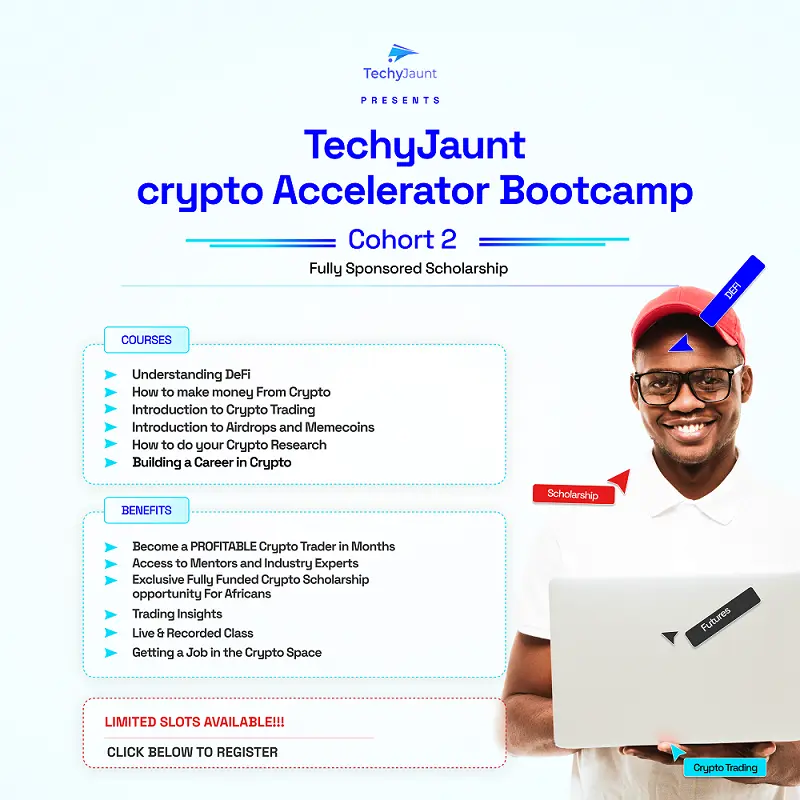 TechyJaunt
PRESENTS
TechyJaunt
crypto Accelerator Bootcamp
Cohort 2
Fully Sponsored Scholarship
DEFi
COURSES
Understanding DeFi
How to make money From Crypto
Introduction to Crypto Trading
Introduction to Airdrops and Memecoins
How to do your Crypto Research
Building a Career in Crypto
Scholarship
BENEFITS
Become a PROFITABLE Crypto Trader in Months
Access to Mentors and Industry Experts
Exclusive Fully Funded Crypto Scholarship
opportunity For Africans
Trading Insights
Live & Recorded Class
Getting a Job in the Crypto Space
Futures
LIMITED SLOTS AVAILABLE!!!
CLICK BELOW TO REGISTER
Crypto Trading